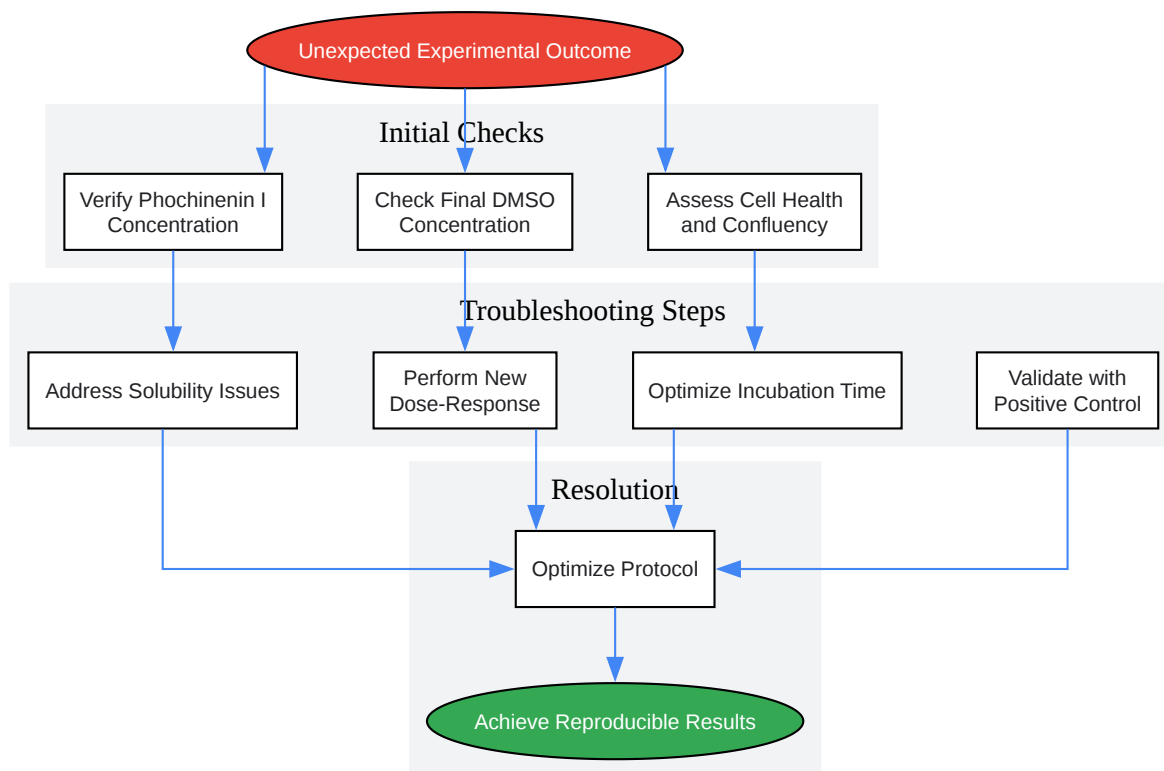 Unexpected Experimental Outcome
Initial Checks
Verify Phochinenin I
Concentration
Check Final DMSO
Concentration
Assess Cell Health
and Confluency
Troubleshooting Steps
Address Solubility Issues
Perform New
Dose-Response
Optimize Incubation Time
Validate with
Positive Control
Resolution
Optimize Protocol
Achieve Reproducible Results